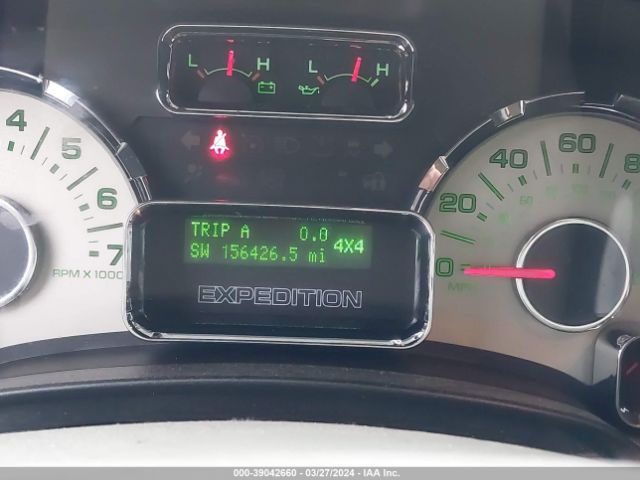 L H L H
4 5 6 7
RPM X 1000
TRIP A 0.0
SW 156426.5 mi 4X4
EXPEDITION
0 20 40 60
000-39042660 - 03/27/2024 - IAA Inc.